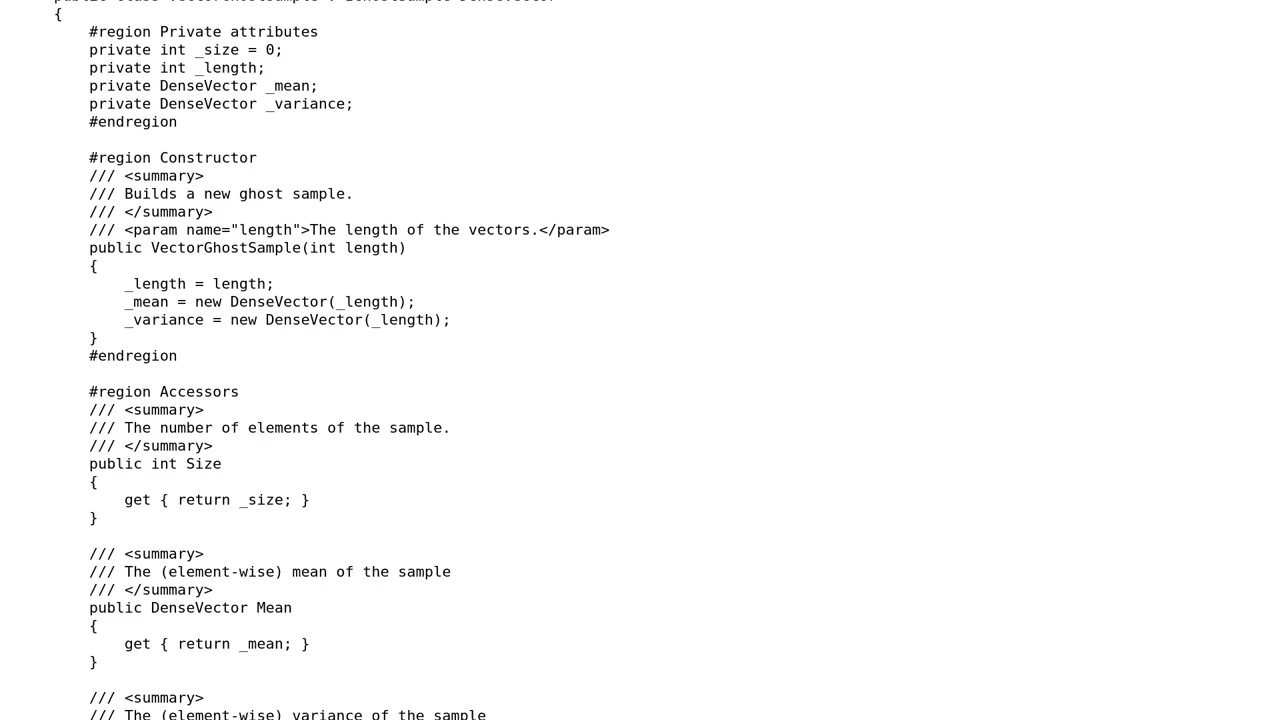 {
    #region Private attributes
    private int _size = 0;
    private int _length;
    private DenseVector _mean;
    private DenseVector _variance;
    #endregion

    #region Constructor
    /// <summary>
    /// Builds a new ghost sample.
    /// </summary>
    /// <param name="length">The length of the vectors.</param>
    public VectorGhostSample(int length)
    {
        _length = length;
        _mean = new DenseVector(_length);
        _variance = new DenseVector(_length);
    }
    #endregion

    #region Accessors
    /// <summary>
    /// The number of elements of the sample.
    /// </summary>
    public int Size
    {
        get { return _size; }
    }

    /// <summary>
    /// The (element-wise) mean of the sample
    /// </summary>
    public DenseVector Mean
    {
        get { return _mean; }
    }

    /// <summary>
    /// The (element-wise) variance of the sample